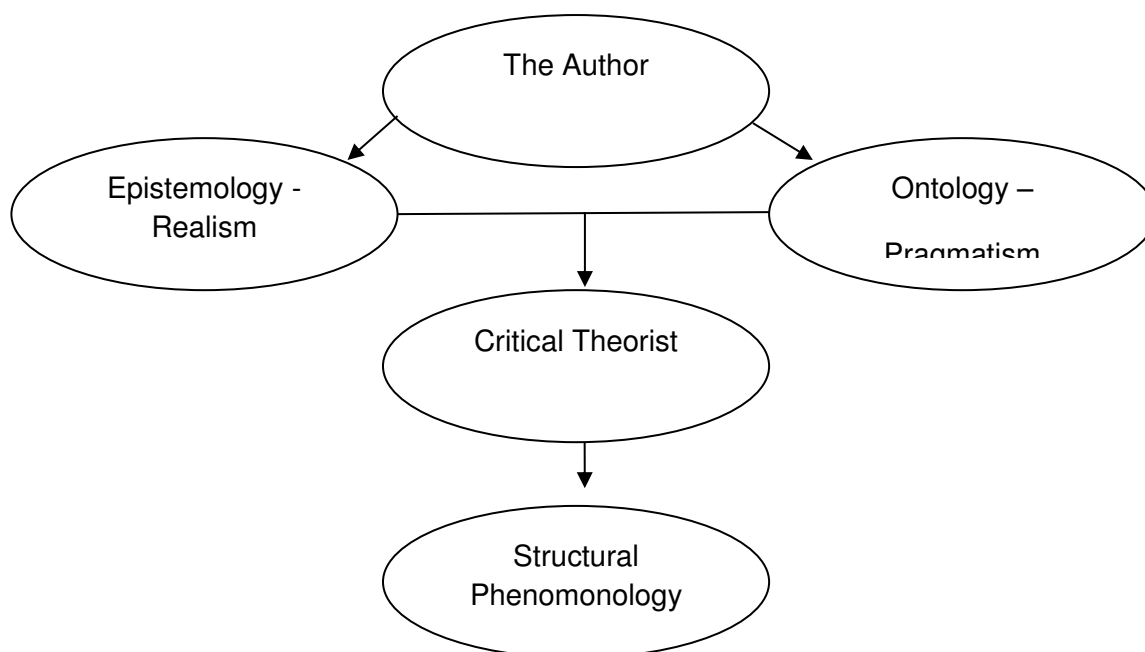 The Author
Epistemology -
Realism
Ontology –
Pragmatism
Critical Theorist
Structural
Phenomonology